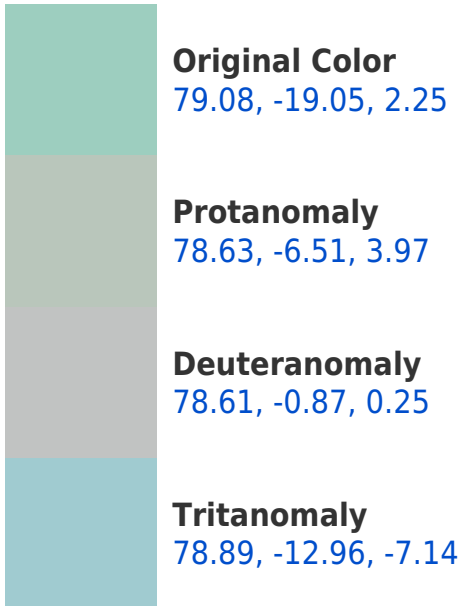 Original Color
79.08, -19.05, 2.25
Protanomaly
78.63, -6.51, 3.97
Deuteranomaly
78.61, -0.87, 0.25
Tritanomaly
78.89, -12.96, -7.14